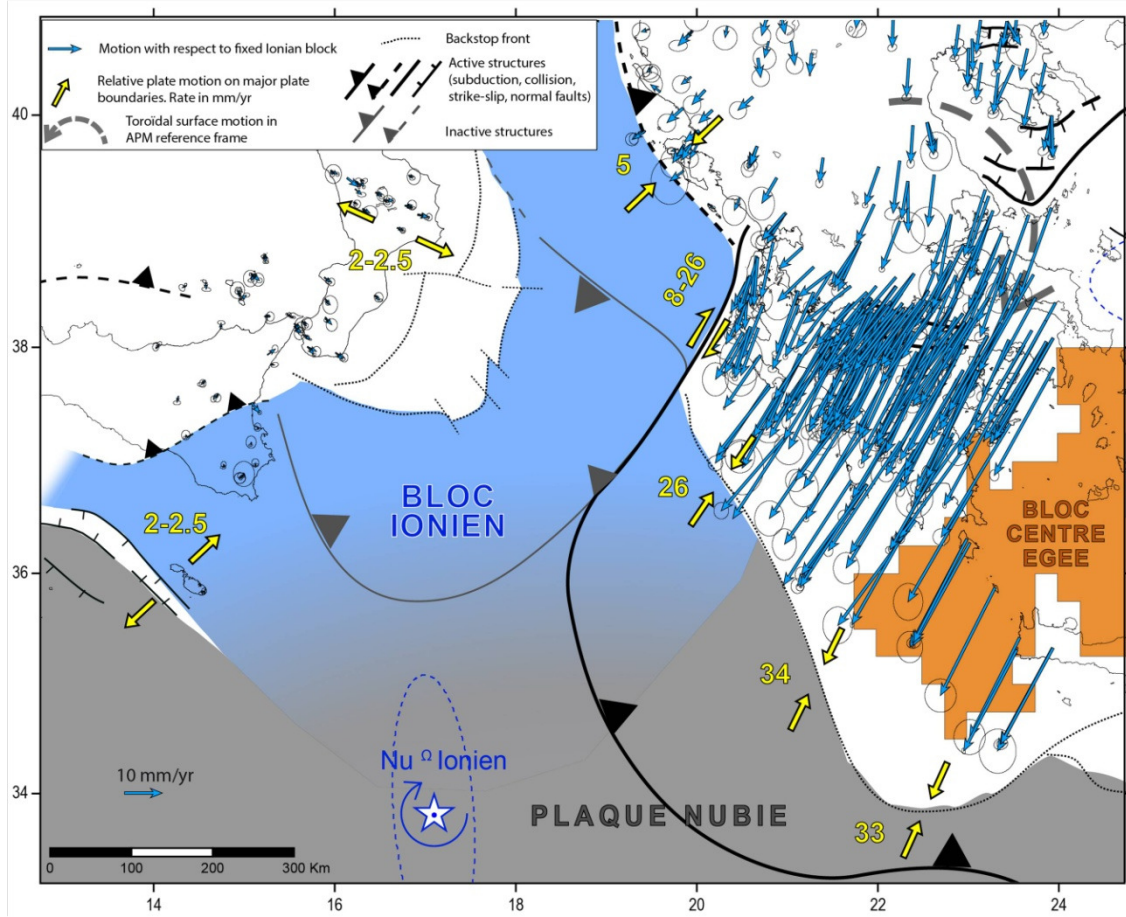 Motion with respect to fixed Ionian block
Relative plate motion on major plate
boundaries. Rate in mm/yr
Toroïdal surface motion in
APM reference frame
Backstop front
Active structures
(subduction, collision,
strike-slip, normal faults)
Inactive structures
40
38
36
34
5
2-2.5
8-26
26
2-2.5
BLOC
IONIEN
BLOC
CENTRE
EGEE
34
Nu Ω Ionien
10 mm/yr
PLAQUE NUBIE
33
0 100 200 300 Km
14 16 18 20 22 24